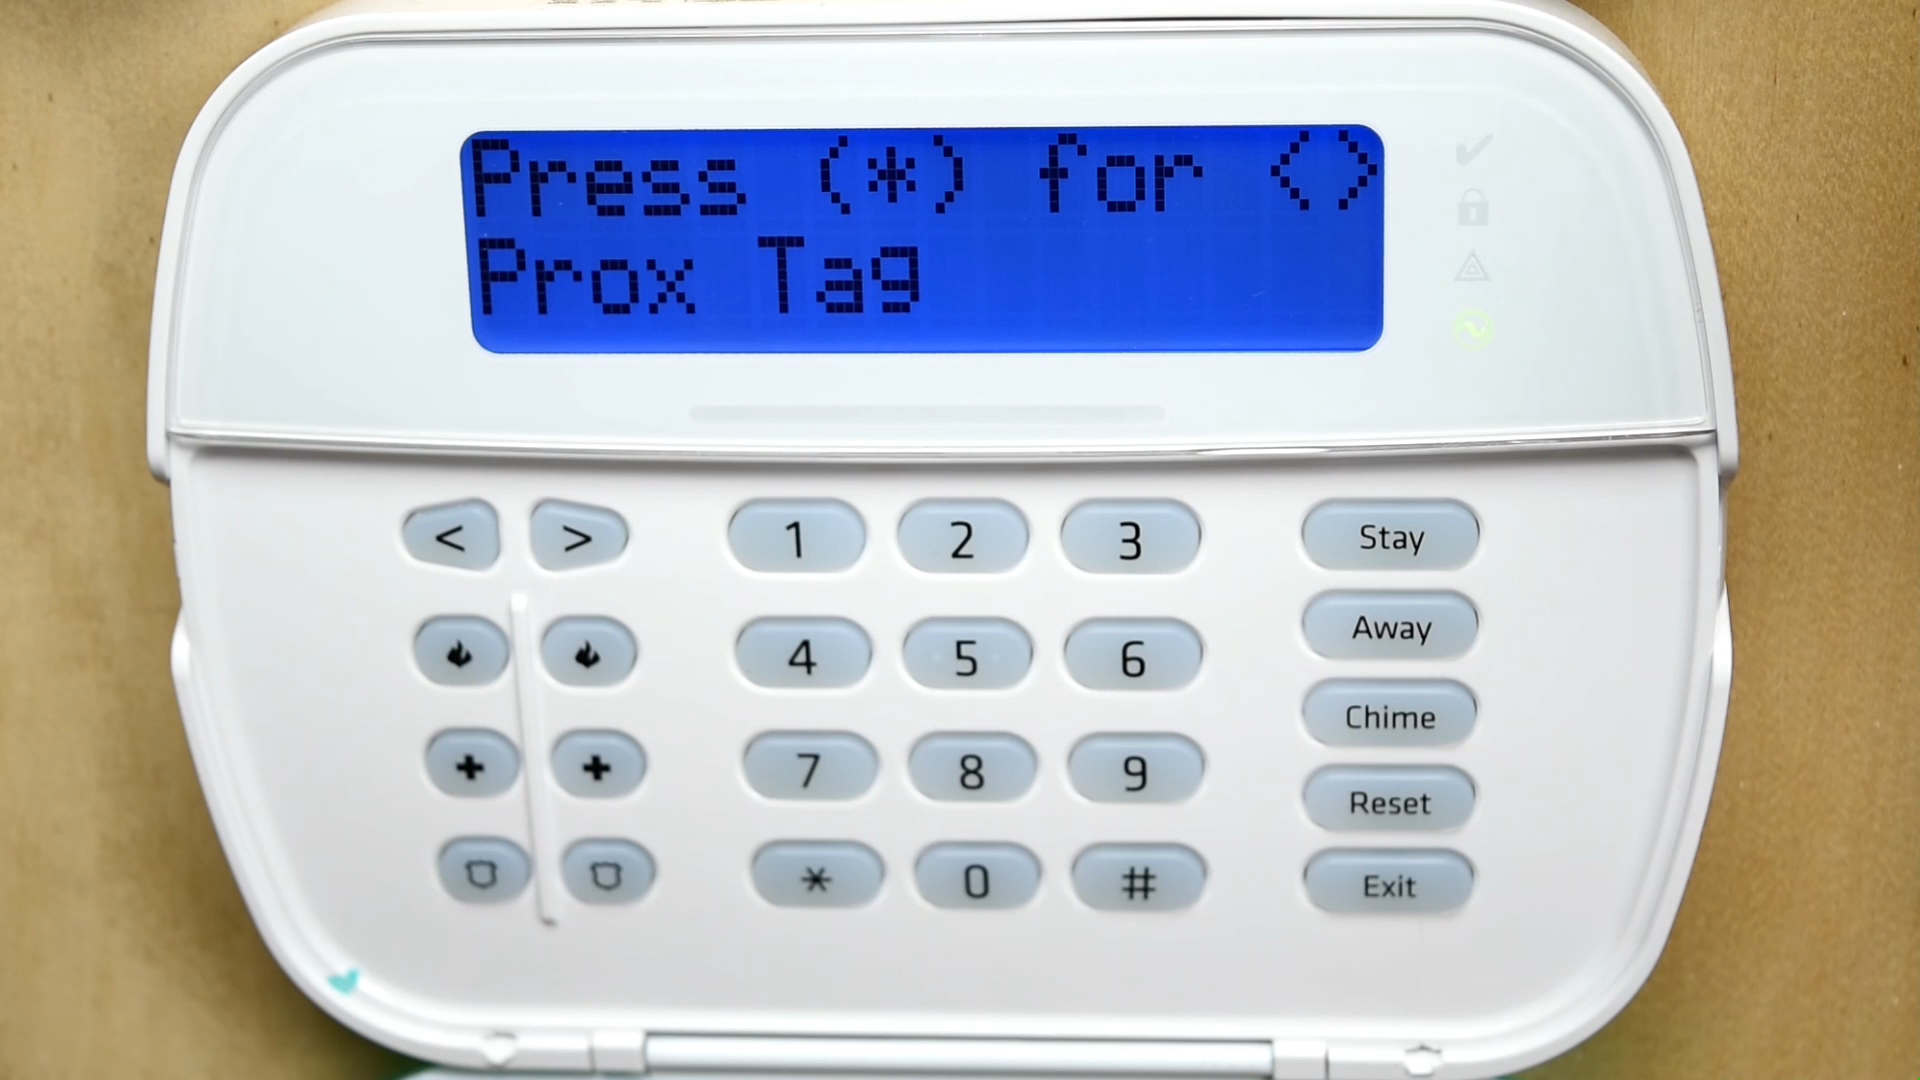 Press (*) for <>
Prox Tag
< > 1 2 3 Stay
4 5 6 Away
7 8 9 Chime
Reset
* 0 # Exit